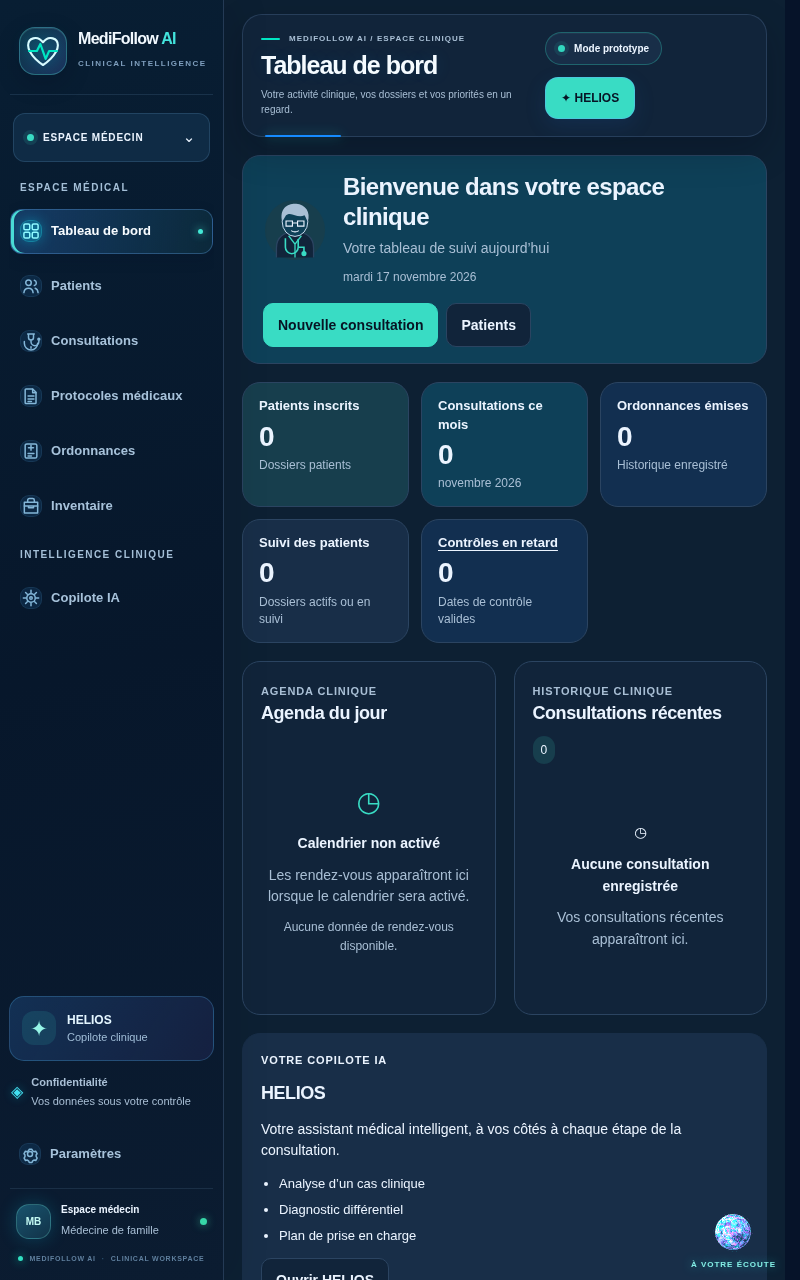 MediFollow AI
CLINICAL INTELLIGENCE
ESPACE MÉDECIN
ESPACE MÉDICAL
Tableau de bord
Patients
Consultations
Protocoles médicaux
Ordonnances
Inventaire
INTELLIGENCE CLINIQUE
Copilote IA
HELIOS
Copilote clinique
Confidentialité
Vos données sous votre contrôle
Paramètres
MB
Espace médecin
Médecine de famille
MEDIFOLLOW AI · CLINICAL WORKSPACE
MEDIFOLLOW AI / ESPACE CLINIQUE
Tableau de bord
Votre activité clinique, vos dossiers et vos priorités en un
regard.
Mode prototype
✦ HELIOS
Bienvenue dans votre espace
clinique
Votre tableau de suivi aujourd’hui
mardi 17 novembre 2026
Nouvelle consultation
Patients
Patients inscrits
0
Dossiers patients
Consultations ce
mois
0
novembre 2026
Ordonnances émises
0
Historique enregistré
Suivi des patients
0
Dossiers actifs ou en
suivi
Contrôles en retard
0
Dates de contrôle
valides
AGENDA CLINIQUE
Agenda du jour
Calendrier non activé
Les rendez-vous apparaîtront ici
lorsque le calendrier sera activé.
Aucune donnée de rendez-vous
disponible.
HISTORIQUE CLINIQUE
Consultations récentes
0
Aucune consultation
enregistrée
Vos consultations récentes
apparaîtront ici.
VOTRE COPILOTE IA
HELIOS
Votre assistant médical intelligent, à vos côtés à chaque étape de la
consultation.
• Analyse d’un cas clinique
• Diagnostic différentiel
• Plan de prise en charge
Ouvrir HELIOS
À VOTRE ÉCOUTE